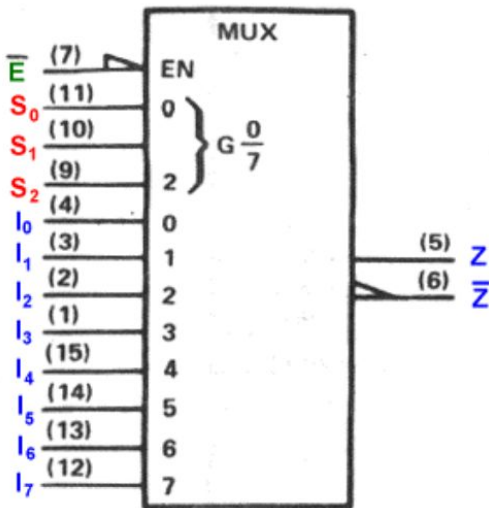 MUX
E̅ (7) EN
S₀ (11) 0
S₁ (10) G 0/7
S₂ (9) 2
I₀ (4) 0
I₁ (3) 1 (5) Z
I₂ (2) 2 (6) Z̅
I₃ (1) 3
I₄ (15) 4
I₅ (14) 5
I₆ (13) 6
I₇ (12) 7